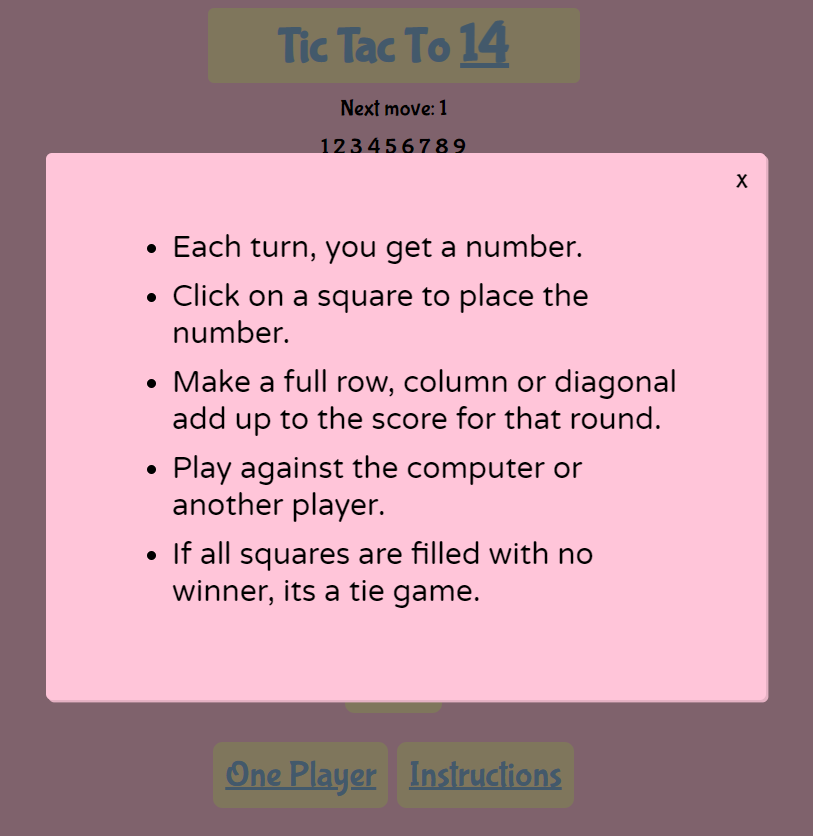 Tic Tac To 14
Next move: 1
1 2 3 4 5 6 7 8 9
X
• Each turn, you get a number.
• Click on a square to place the
number.
• Make a full row, column or diagonal
add up to the score for that round.
• Play against the computer or
another player.
• If all squares are filled with no
winner, its a tie game.
One Player Instructions